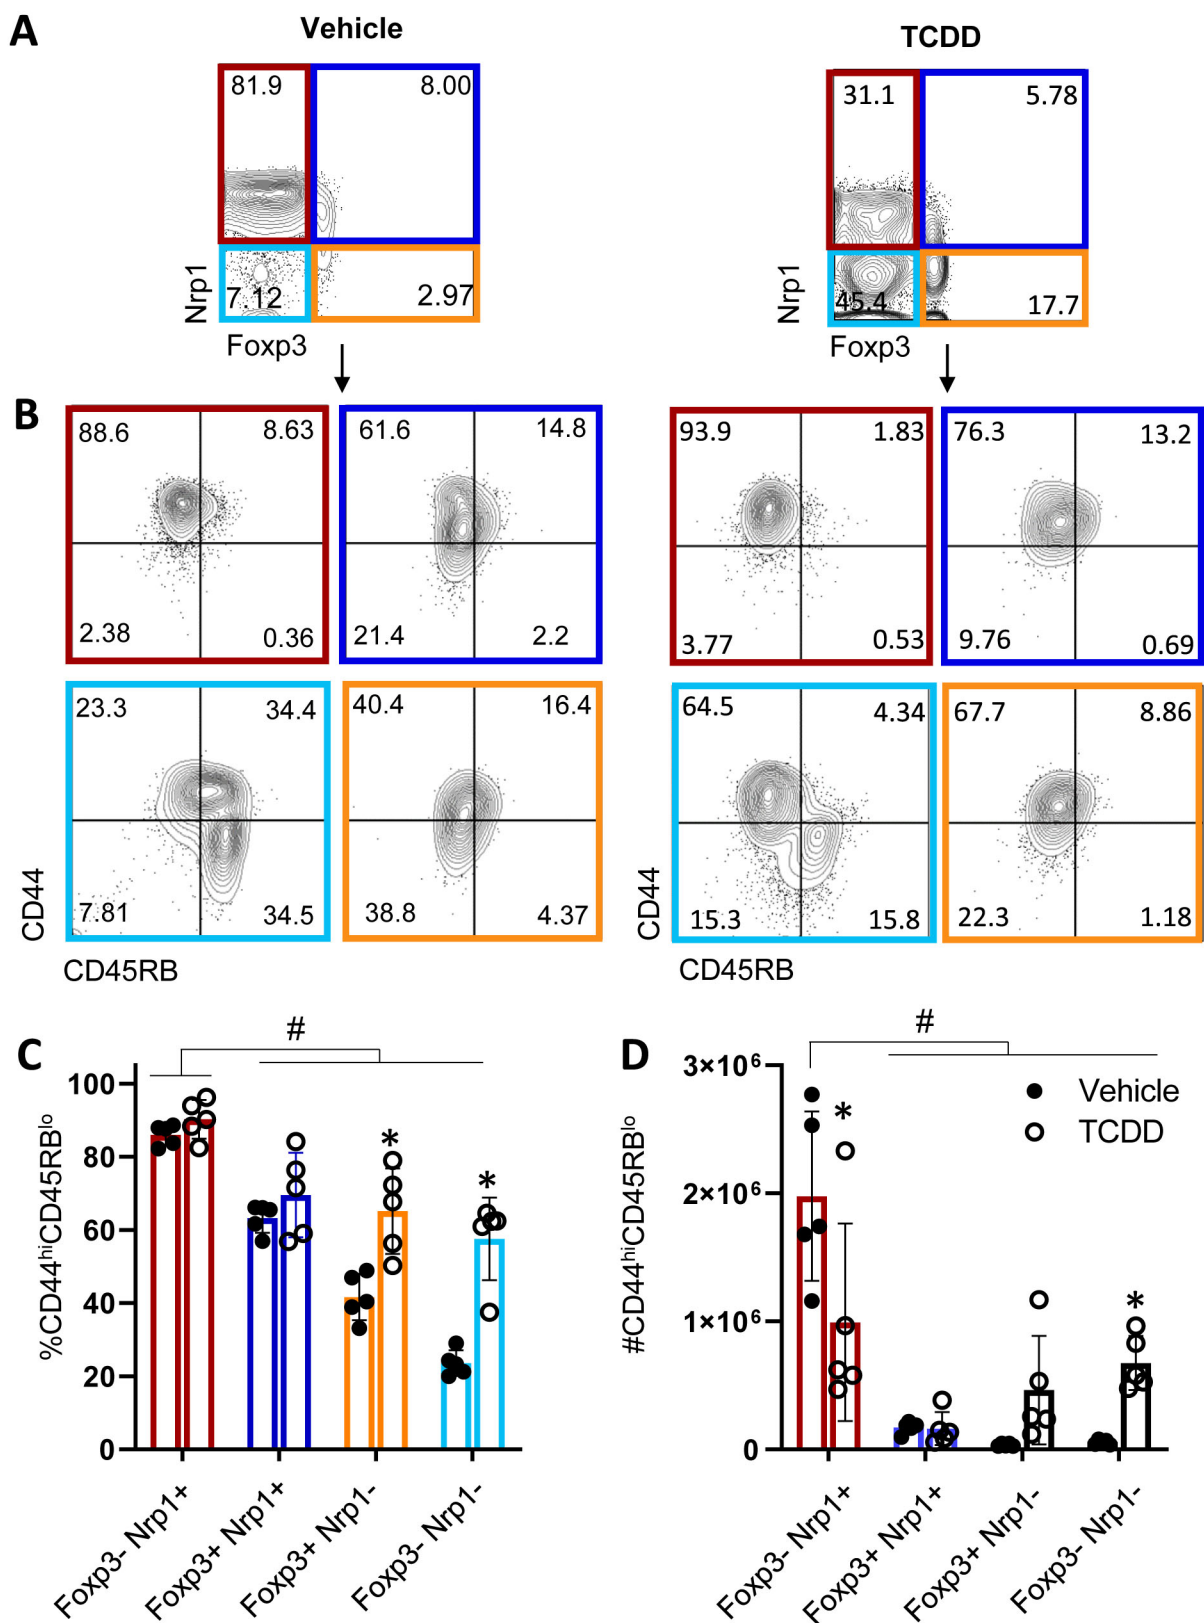 A
Vehicle
TCDD
81.9 8.00
31.1 5.78
Nrp1
7.12 2.97
Nrp1
45.4 17.7
Foxp3
Foxp3
B
88.6 8.63
61.6 14.8
93.9 1.83
76.3 13.2
2.38 0.36
21.4 2.2
3.77 0.53
9.76 0.69
23.3 34.4
40.4 16.4
64.5 4.34
67.7 8.86
CD44
7.81 34.5
38.8 4.37
CD44
15.3 15.8
22.3 1.18
CD45RB
CD45RB
C
#
%CD44ʰⁱCD45RBˡᵒ
100
80
60
40
20
0
*
*
Foxp3- Nrp1+
Foxp3+ Nrp1+
Foxp3+ Nrp1-
Foxp3- Nrp1-
D
#
#CD44ʰⁱCD45RBˡᵒ
3×10⁶
2×10⁶
1×10⁶
0
*
*
Vehicle
TCDD
Foxp3- Nrp1+
Foxp3+ Nrp1+
Foxp3+ Nrp1-
Foxp3- Nrp1-